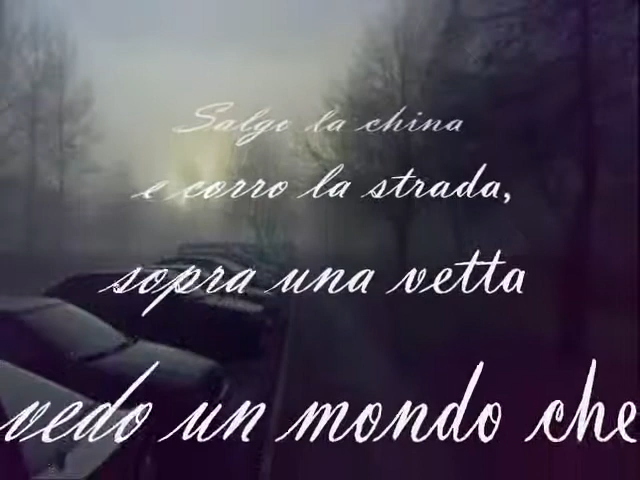 Salgo la china
e corro la strada,
sopra una vetta
vedo un mondo che